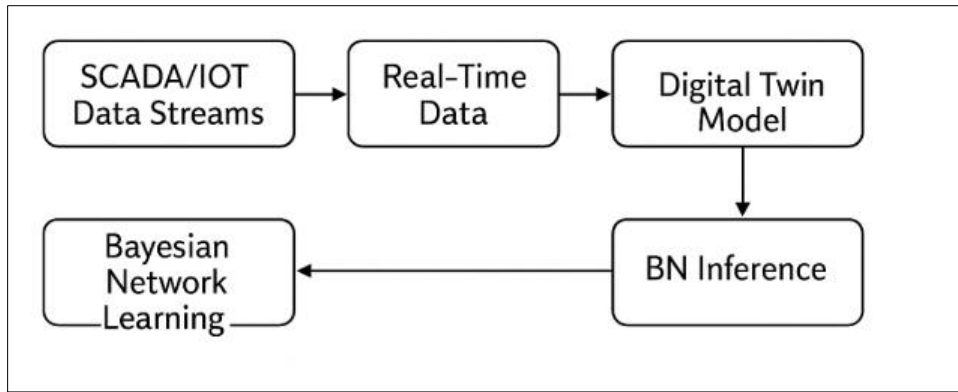 SCADA/IOT
Data Streams
Real-Time
Data
Digital Twin
Model
Bayesian
Network
Learning
BN Inference